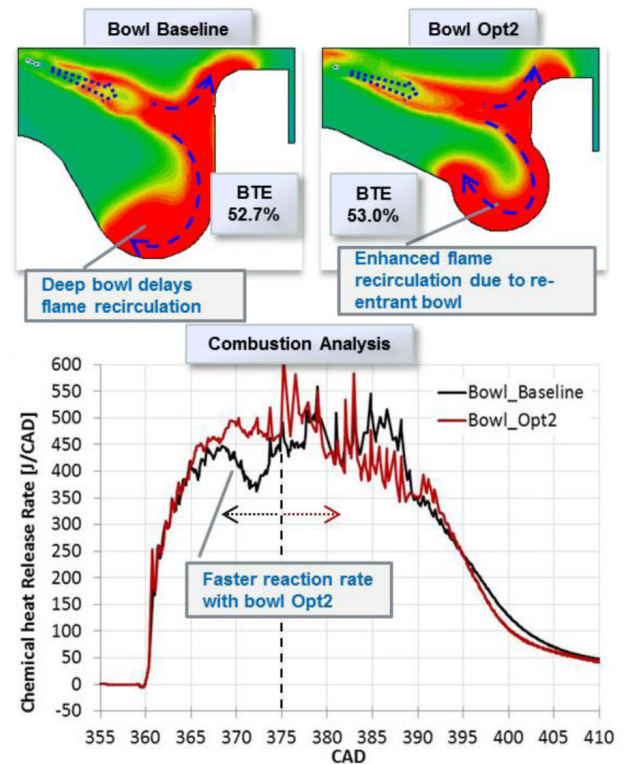 Bowl Baseline
Bowl Opt2
BTE
52.7%
BTE
53.0%
Deep bowl delays
flame recirculation
Enhanced flame
recirculation due to re-
entrant bowl
Combustion Analysis
Chemical heat Release Rate [J/CAD]
600
550
500
450
400
350
300
250
200
150
100
50
0
-50
Bowl_Baseline
Bowl_Opt2
Faster reaction rate
with bowl Opt2
355 360 365 370 375 380 385 390 395 400 405 410
CAD